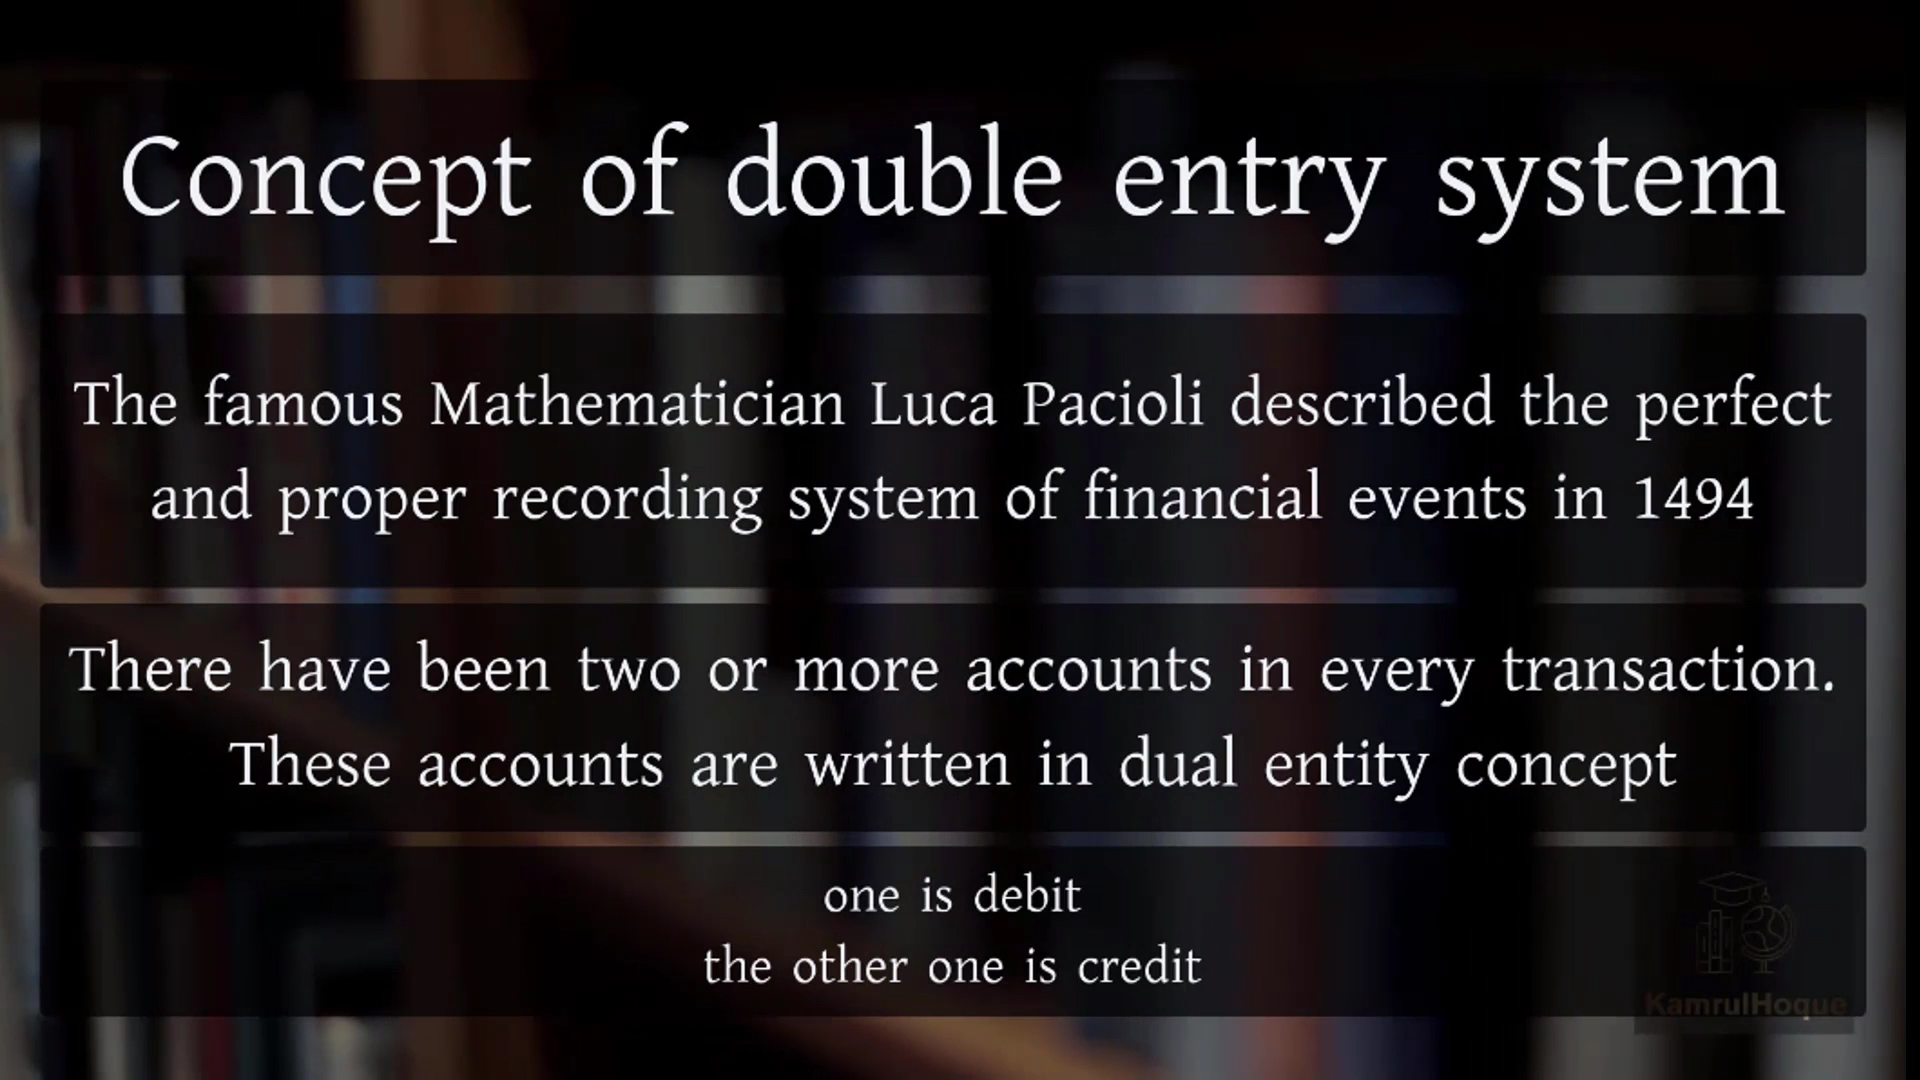 Concept of double entry system
The famous Mathematician Luca Pacioli described the perfect
and proper recording system of financial events in 1494
There have been two or more accounts in every transaction.
These accounts are written in dual entity concept
one is debit
the other one is credit
KamrulHoque